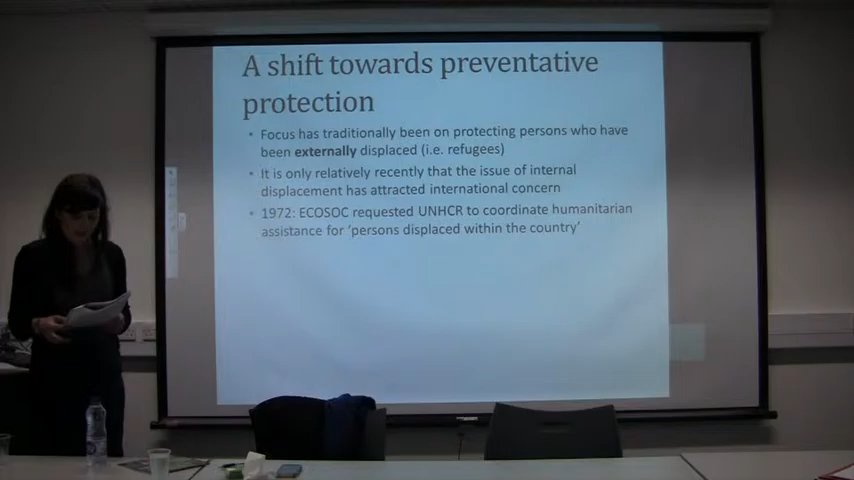 A shift towards preventative
protection
• Focus has traditionally been on protecting persons who have
been externally displaced (i.e. refugees)
• It is only relatively recently that the issue of internal
displacement has attracted international concern
• 1972: ECOSOC requested UNHCR to coordinate humanitarian
assistance for ‘persons displaced within the country’